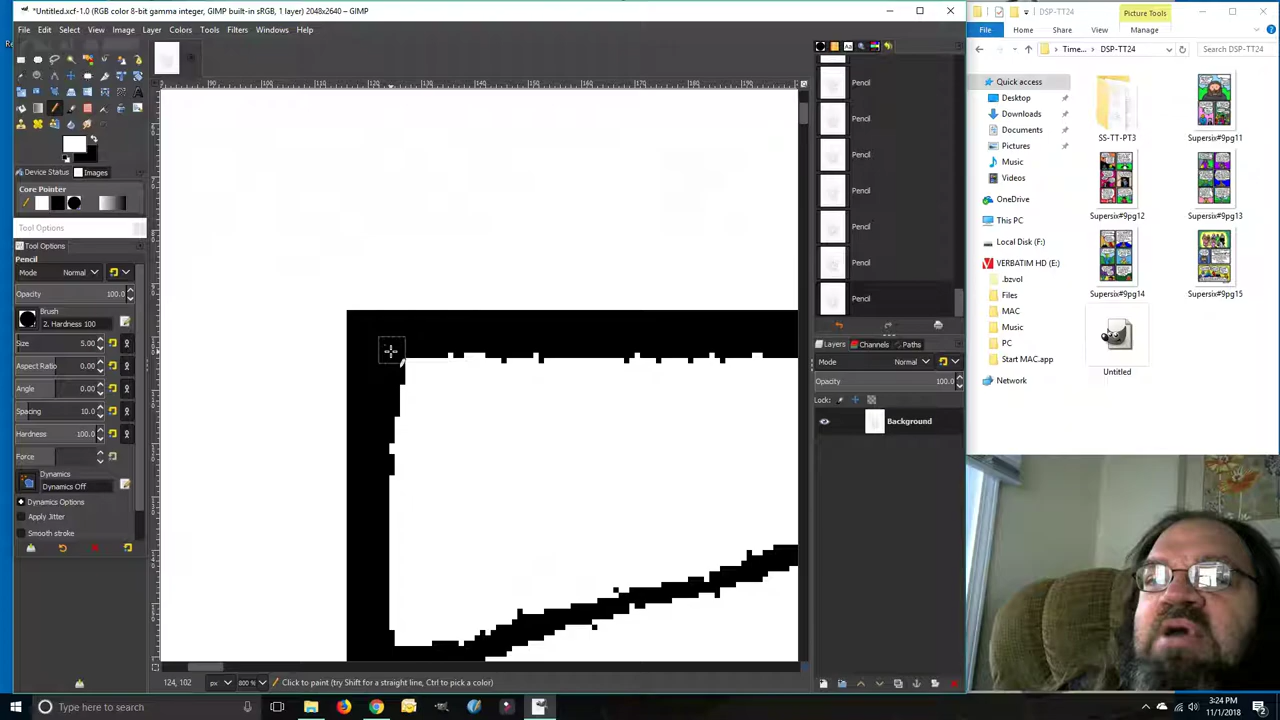 *Untitled.xcf-1.0 (RGB color 8-bit gamma integer, GIMP built-in sRGB, 1 layer) 2048x2640 – GIMP
File Edit Select View Image Layer Colors Tools Filters Windows Help
Device Status Images
Core Pointer
Tool Options
Tool Options
Pencil
Mode Normal
Opacity 100.0
Brush
2. Hardness 100
Size 5.00
Aspect Ratio 0.00
Angle 0.00
Spacing 10.0
Hardness 100.0
Force
Dynamics
Dynamics Off
Dynamics Options
Apply Jitter
Smooth stroke
124, 102 px 800 % Click to paint (try Shift for a straight line, Ctrl to pick a color)
Pencil
Pencil
Pencil
Pencil
Pencil
Pencil
Pencil
Layers Channels Paths
Mode Normal
Opacity 100.0
Lock:
Background
DSP-TT24
Picture Tools
File Home Share View Manage
Time... DSP-TT24
Search DSP-TT24
Quick access
Desktop
Downloads
Documents
Pictures
Music
Videos
OneDrive
This PC
Local Disk (F:)
VERBATIM HD (E:)
.bzvol
Files
MAC
Music
PC
Start MAC.app
Network
SS-TT-PT3
Supersix#9pg11
Supersix#9pg12
Supersix#9pg13
Supersix#9pg14
Supersix#9pg15
Untitled
Type here to search
3:24 PM
11/1/2018